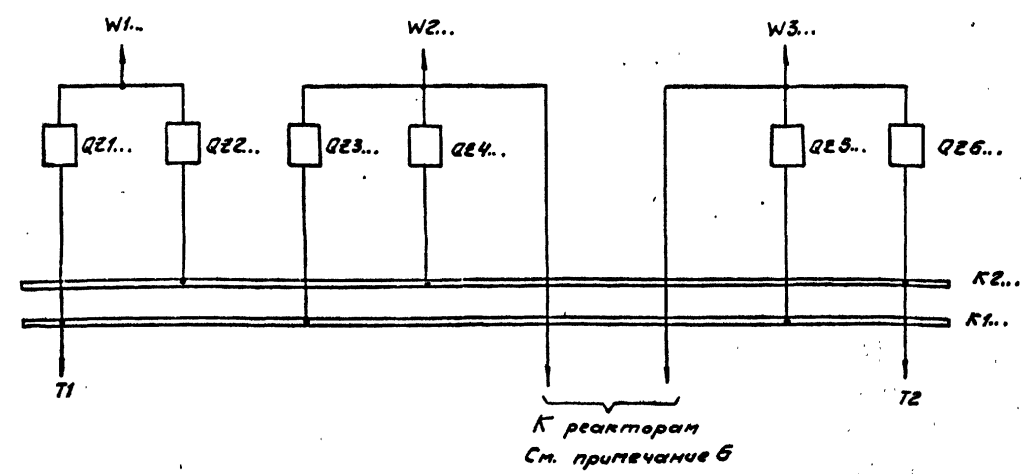 W1...
W2...
W3...
QZ1...
QZ2...
QZ3...
QZ4...
QZ5...
QZ6...
K2...
K1...
T1
T2
К реакторам
См. примечание 6